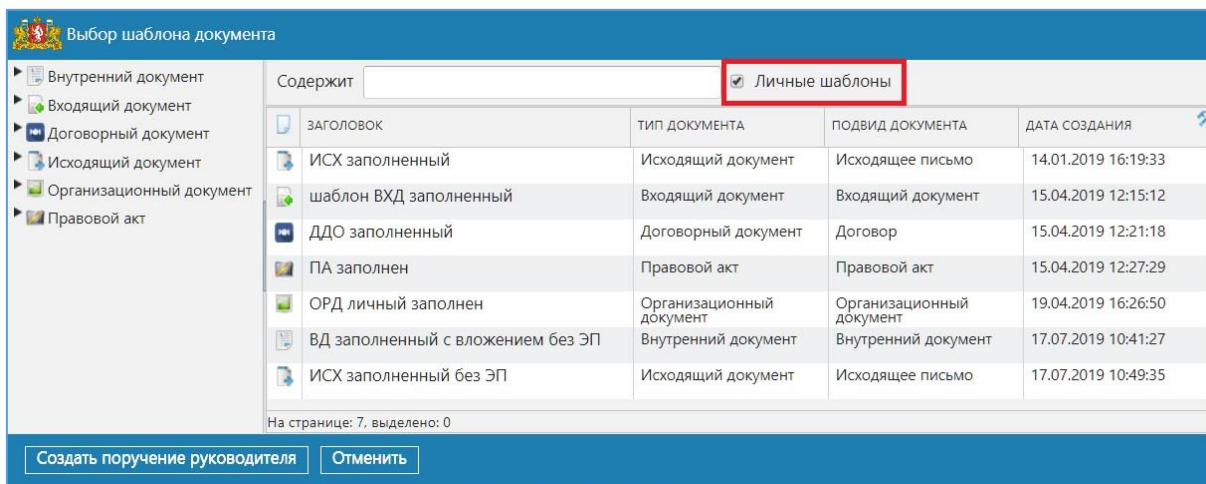 Выбор шаблона документа
Внутренний документ
Входящий документ
Договорный документ
Исходящий документ
Организационный документ
Правовой акт
Содержит
Личные шаблоны
ЗАГОЛОВОК ТИП ДОКУМЕНТА ПОДВИД ДОКУМЕНТА ДАТА СОЗДАНИЯ
ИСХ заполненный Исходящий документ Исходящее письмо 14.01.2019 16:19:33
шаблон ВХД заполненный Входящий документ Входящий документ 15.04.2019 12:15:12
ДДО заполненный Договорный документ Договор 15.04.2019 12:21:18
ПА заполнен Правовой акт Правовой акт 15.04.2019 12:27:29
ОРД личный заполнен Организационный документ Организационный документ 19.04.2019 16:26:50
ВД заполненный с вложением без ЭП Внутренний документ Внутренний документ 17.07.2019 10:41:27
ИСХ заполненный без ЭП Исходящий документ Исходящее письмо 17.07.2019 10:49:35
На странице: 7, выделено: 0
Создать поручение руководителя Отменить